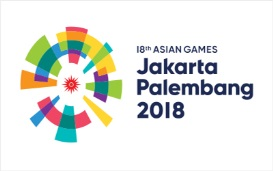 18th ASIAN GAMES
Jakarta
Palembang
2018